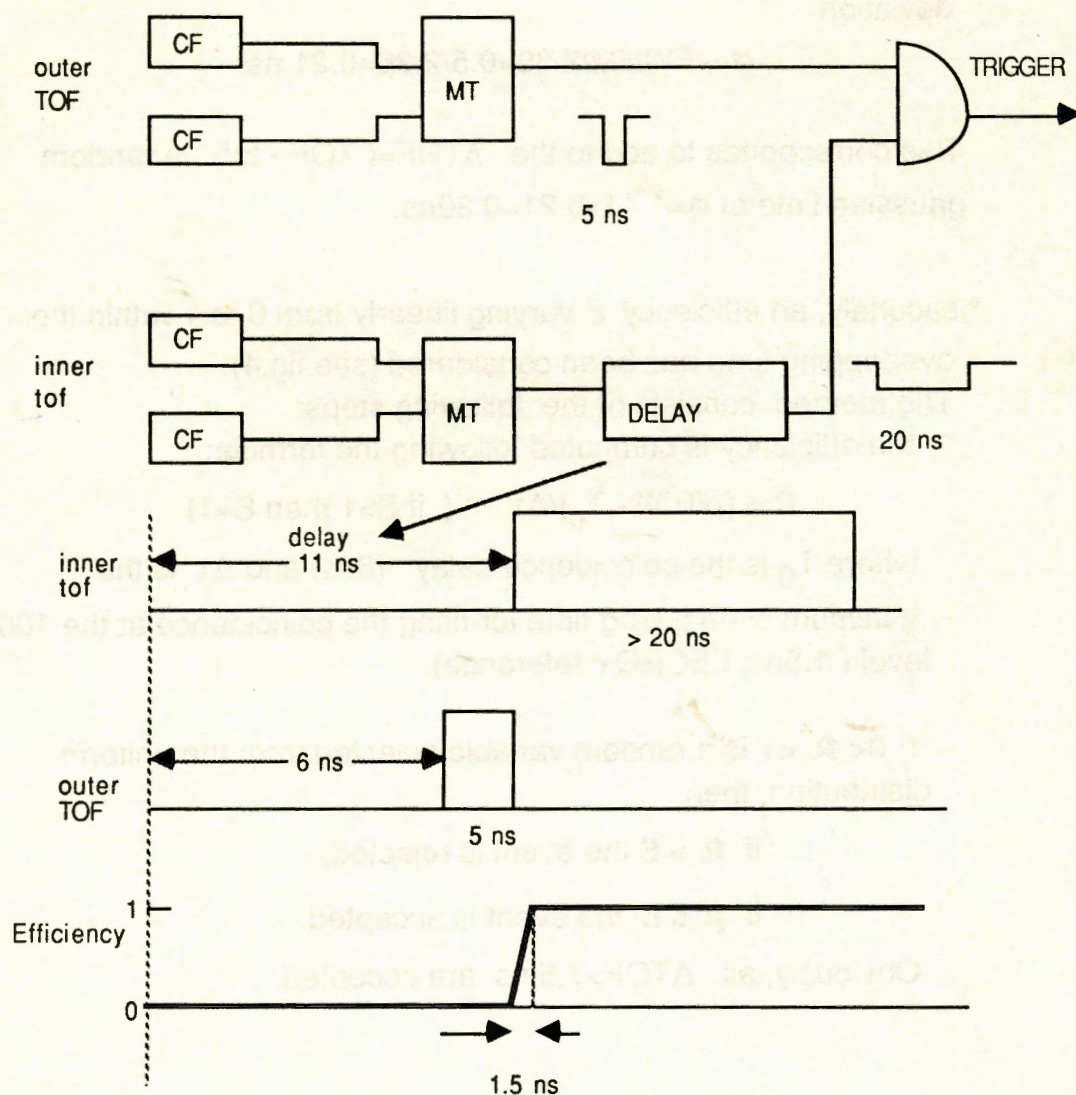 CF
outer
TOF
MT
TRIGGER
CF
5 ns
CF
inner
tof
MT
DELAY
CF
20 ns
delay
11 ns
inner
tof
> 20 ns
6 ns
outer
TOF
5 ns
1
Efficiency
0
1.5 ns